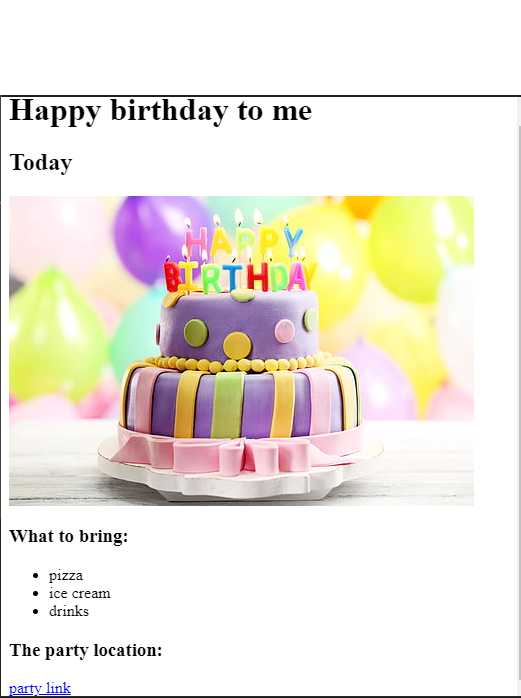 Happy birthday to me
Today
HAPPY
BIRTHDAY
What to bring:
pizza
ice cream
drinks
The party location:
party link